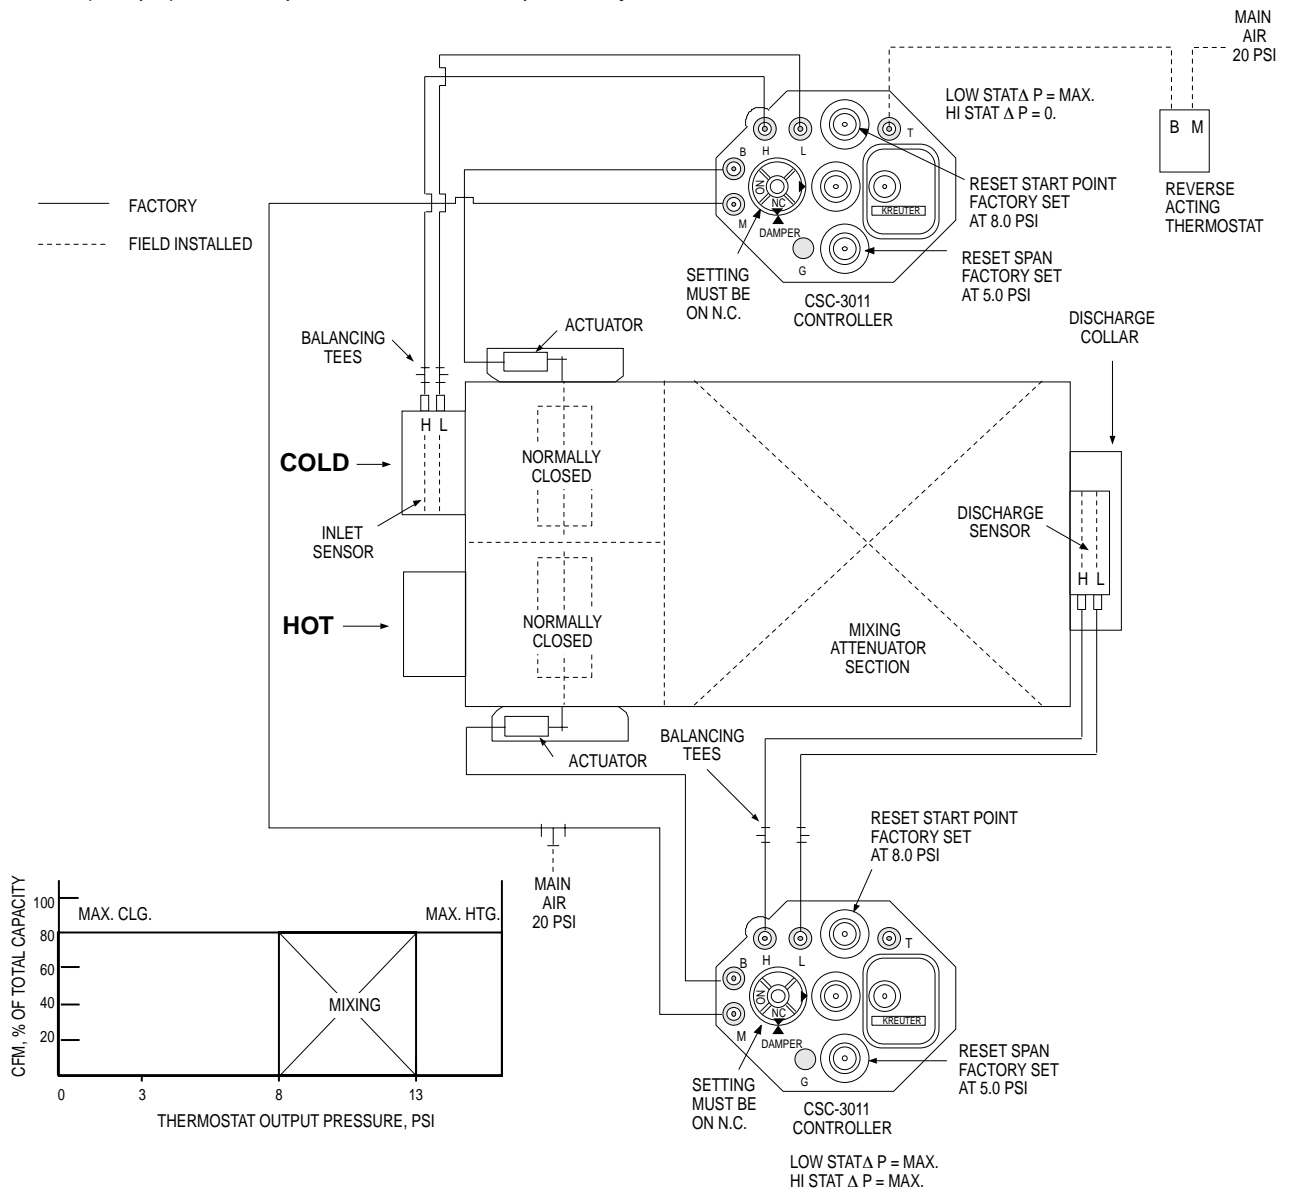 MAIN
AIR
20 PSI
LOW STAT∆ P = MAX.
HI STAT ∆ P = 0.
B M
REVERSE
ACTING
THERMOSTAT
T
B
H
L
M
NO
NC
DAMPER
G
KREUTER
RESET START POINT
FACTORY SET
AT 8.0 PSI
RESET SPAN
FACTORY SET
AT 5.0 PSI
SETTING
MUST BE
ON N.C.
CSC-3011
CONTROLLER
FACTORY
FIELD INSTALLED
BALANCING
TEES
ACTUATOR
DISCHARGE
COLLAR
H L
COLD
INLET
SENSOR
NORMALLY
CLOSED
DISCHARGE
SENSOR
H L
HOT
NORMALLY
CLOSED
MIXING
ATTENUATOR
SECTION
ACTUATOR
BALANCING
TEES
MAIN
AIR
20 PSI
RESET START POINT
FACTORY SET
AT 8.0 PSI
B
H
L
T
M
NO
NC
DAMPER
G
KREUTER
RESET SPAN
FACTORY SET
AT 5.0 PSI
SETTING
MUST BE
ON N.C.
CSC-3011
CONTROLLER
LOW STAT∆ P = MAX.
HI STAT ∆ P = MAX.
CFM, % OF TOTAL CAPACITY
100
80
60
40
20
MAX. CLG.
MAX. HTG.
MIXING
0 3 8 13
THERMOSTAT OUTPUT PRESSURE, PSI